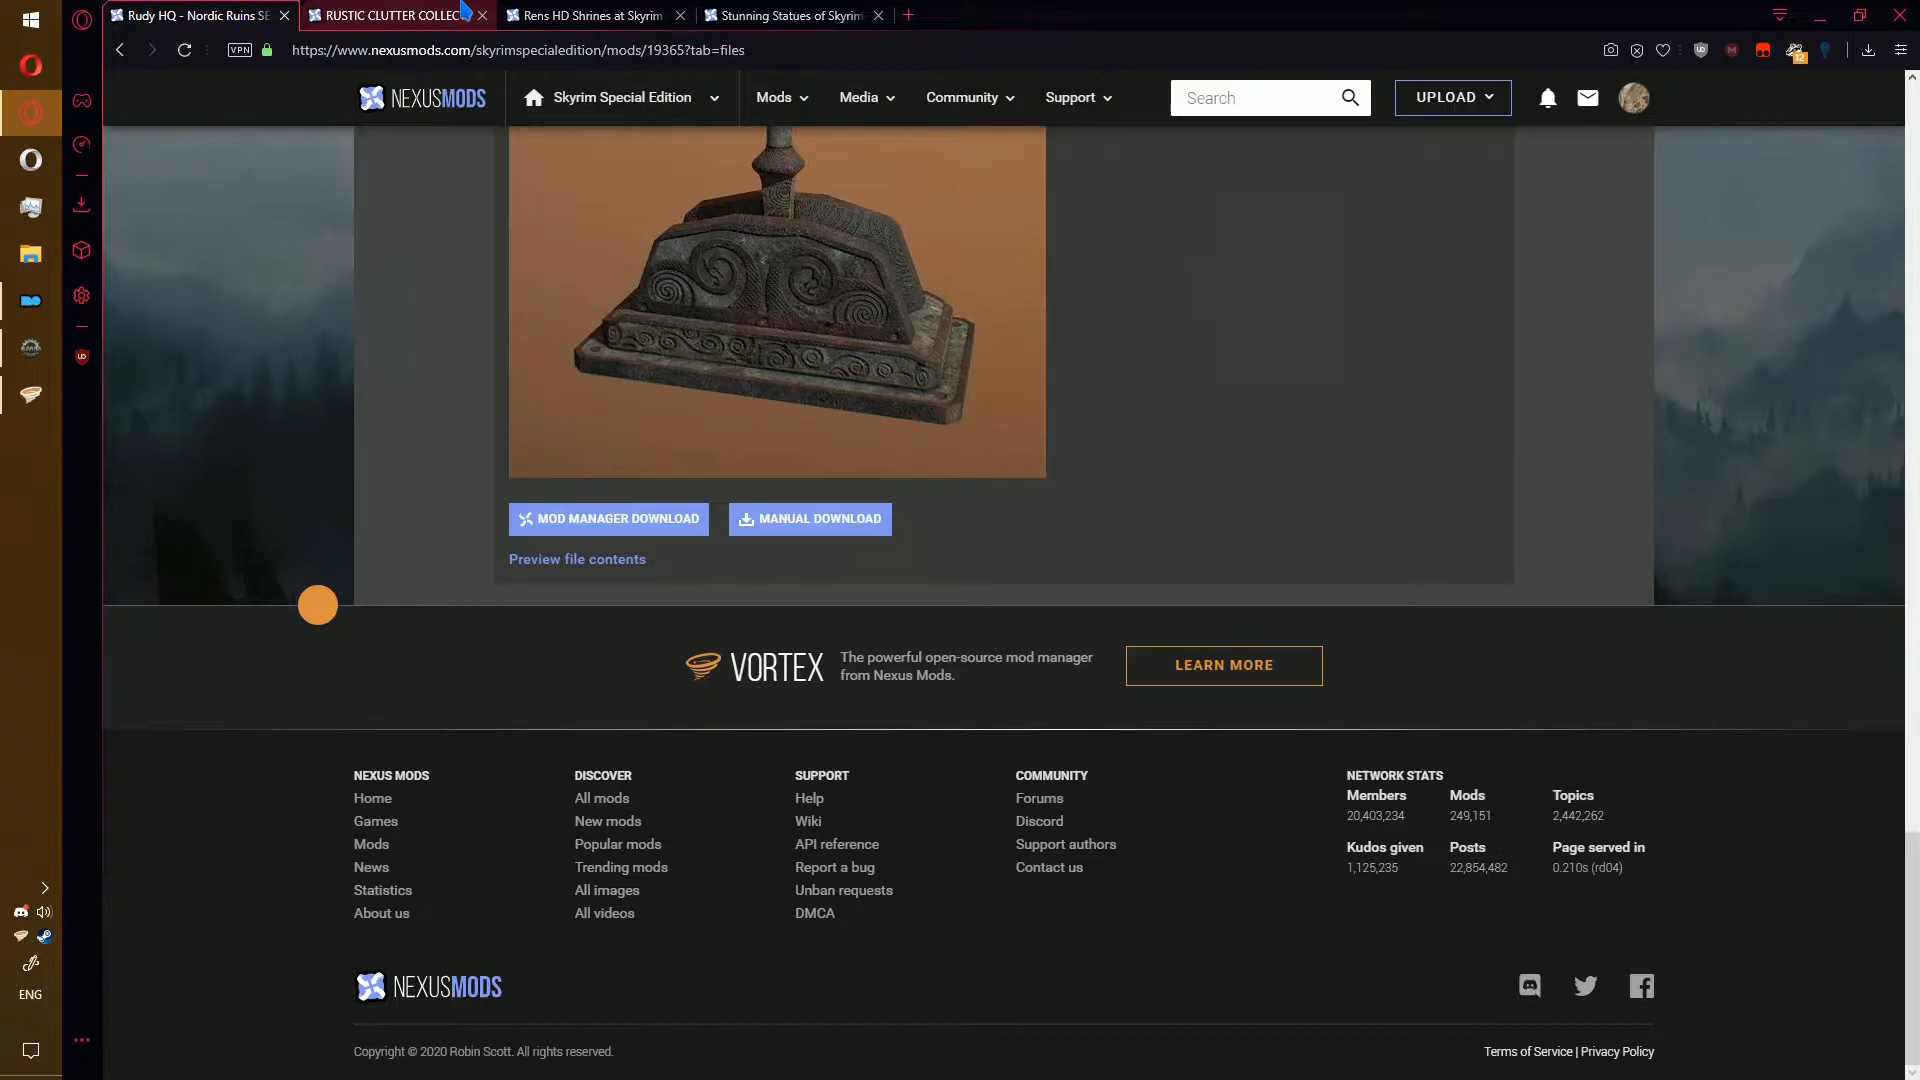 Rudy HQ - Nordic Ruins SE
RUSTIC CLUTTER COLLEC
Rens HD Shrines at Skyrim
Stunning Statues of Skyrim
VPN
https://www.nexusmods.com/skyrimspecialedition/mods/19365?tab=files
12
NEXUSMODS
Skyrim Special Edition
Mods
Media
Community
Support
Search
UPLOAD
MOD MANAGER DOWNLOAD
MANUAL DOWNLOAD
Preview file contents
VORTEX
The powerful open-source mod manager
from Nexus Mods.
LEARN MORE
NEXUS MODS
Home
Games
Mods
News
Statistics
About us
DISCOVER
All mods
New mods
Popular mods
Trending mods
All images
All videos
SUPPORT
Help
Wiki
API reference
Report a bug
Unban requests
DMCA
COMMUNITY
Forums
Discord
Support authors
Contact us
NETWORK STATS
Members
Mods
Topics
20,403,234
249,151
2,442,262
Kudos given
Posts
Page served in
1,125,235
22,854,482
0.210s (rd04)
NEXUSMODS
Copyright © 2020 Robin Scott. All rights reserved.
Terms of Service | Privacy Policy
ENG